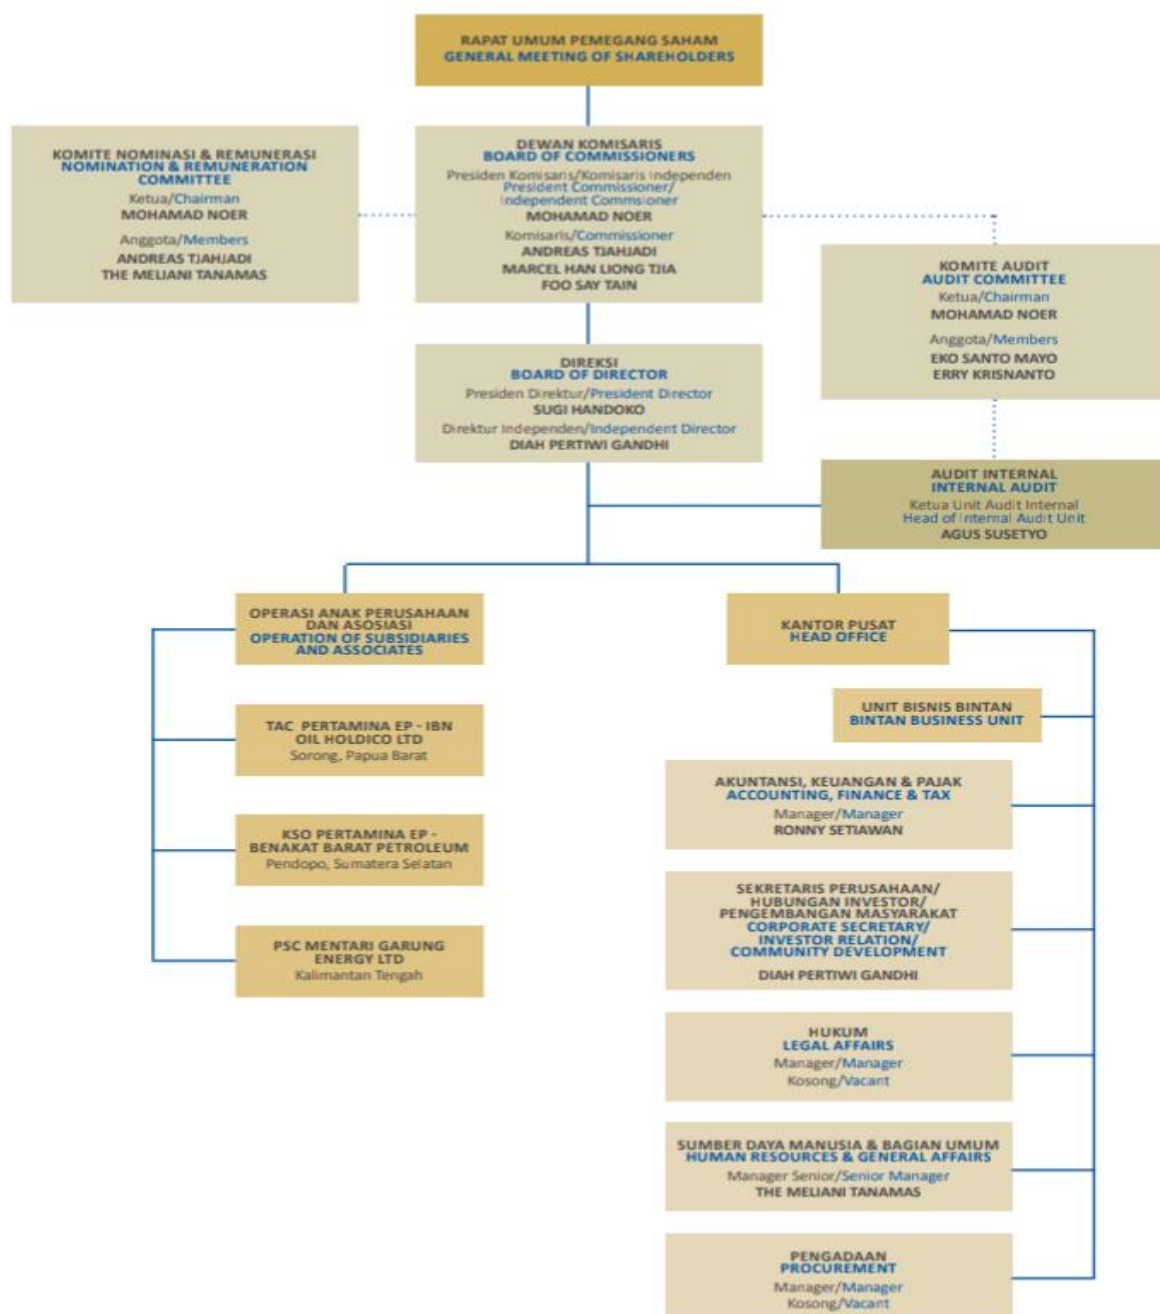 RAPAT UMUM PEMEGANG SAHAM
GENERAL MEETING OF SHAREHOLDERS
KOMITE NOMINASI & REMUNERASI
NOMINATION & REMUNERATION
COMMITTEE
Ketua/Chairman
MOHAMAD NOER
Anggota/Members
ANDREAS TJAHJADI
THE MELIANI TANAMAS
DEWAN KOMISARIS
BOARD OF COMMISSIONERS
Presiden Komisaris/Komisaris Independen
President Commissioner/
Independent Commsioner
MOHAMAD NOER
Komisaris/Commissioner
ANDREAS TJAHJADI
MARCEL HAN LIONG TJIA
FOO SAY TAIN
KOMITE AUDIT
AUDIT COMMITTEE
Ketua/Chairman
MOHAMAD NOER
Anggota/Members
EKO SANTO MAYO
ERRY KRISNANTO
DIREKSI
BOARD OF DIRECTOR
Presiden Direktur/President Director
SUGI HANDOKO
Direktur Independen/Independent Director
DIAH PERTIWI GANDHI
AUDIT INTERNAL
INTERNAL AUDIT
Ketua Unit Audit Internal
Head of Internal Audit Unit
AGUS SUSETYO
OPERASI ANAK PERUSAHAAN
DAN ASOSIASI
OPERATION OF SUBSIDIARIES
AND ASSOCIATES
TAC PERTAMINA EP - IBN
OIL HOLDICO LTD
Sorong, Papua Barat
KSO PERTAMINA EP -
BENAKAT BARAT PETROLEUM
Pendopo, Sumatera Selatan
PSC MENTARI GARUNG
ENERGY LTD
Kalimantan Tengah
KANTOR PUSAT
HEAD OFFICE
UNIT BISNIS BINTAN
BINTAN BUSINESS UNIT
AKUNTANSI, KEUANGAN & PAJAK
ACCOUNTING, FINANCE & TAX
Manager/Manager
RONNY SETIAWAN
SEKRETARIS PERUSAHAAN/
HUBUNGAN INVESTOR/
PENGEMBANGAN MASYARAKAT
CORPORATE SECRETARY/
INVESTOR RELATION/
COMMUNITY DEVELOPMENT
DIAH PERTIWI GANDHI
HUKUM
LEGAL AFFAIRS
Manager/Manager
Kosong/Vacant
SUMBER DAYA MANUSIA & BAGIAN UMUM
HUMAN RESOURCES & GENERAL AFFAIRS
Manager Senior/Senior Manager
THE MELIANI TANAMAS
PENGADAAN
PROCUREMENT
Manager/Manager
Kosong/Vacant